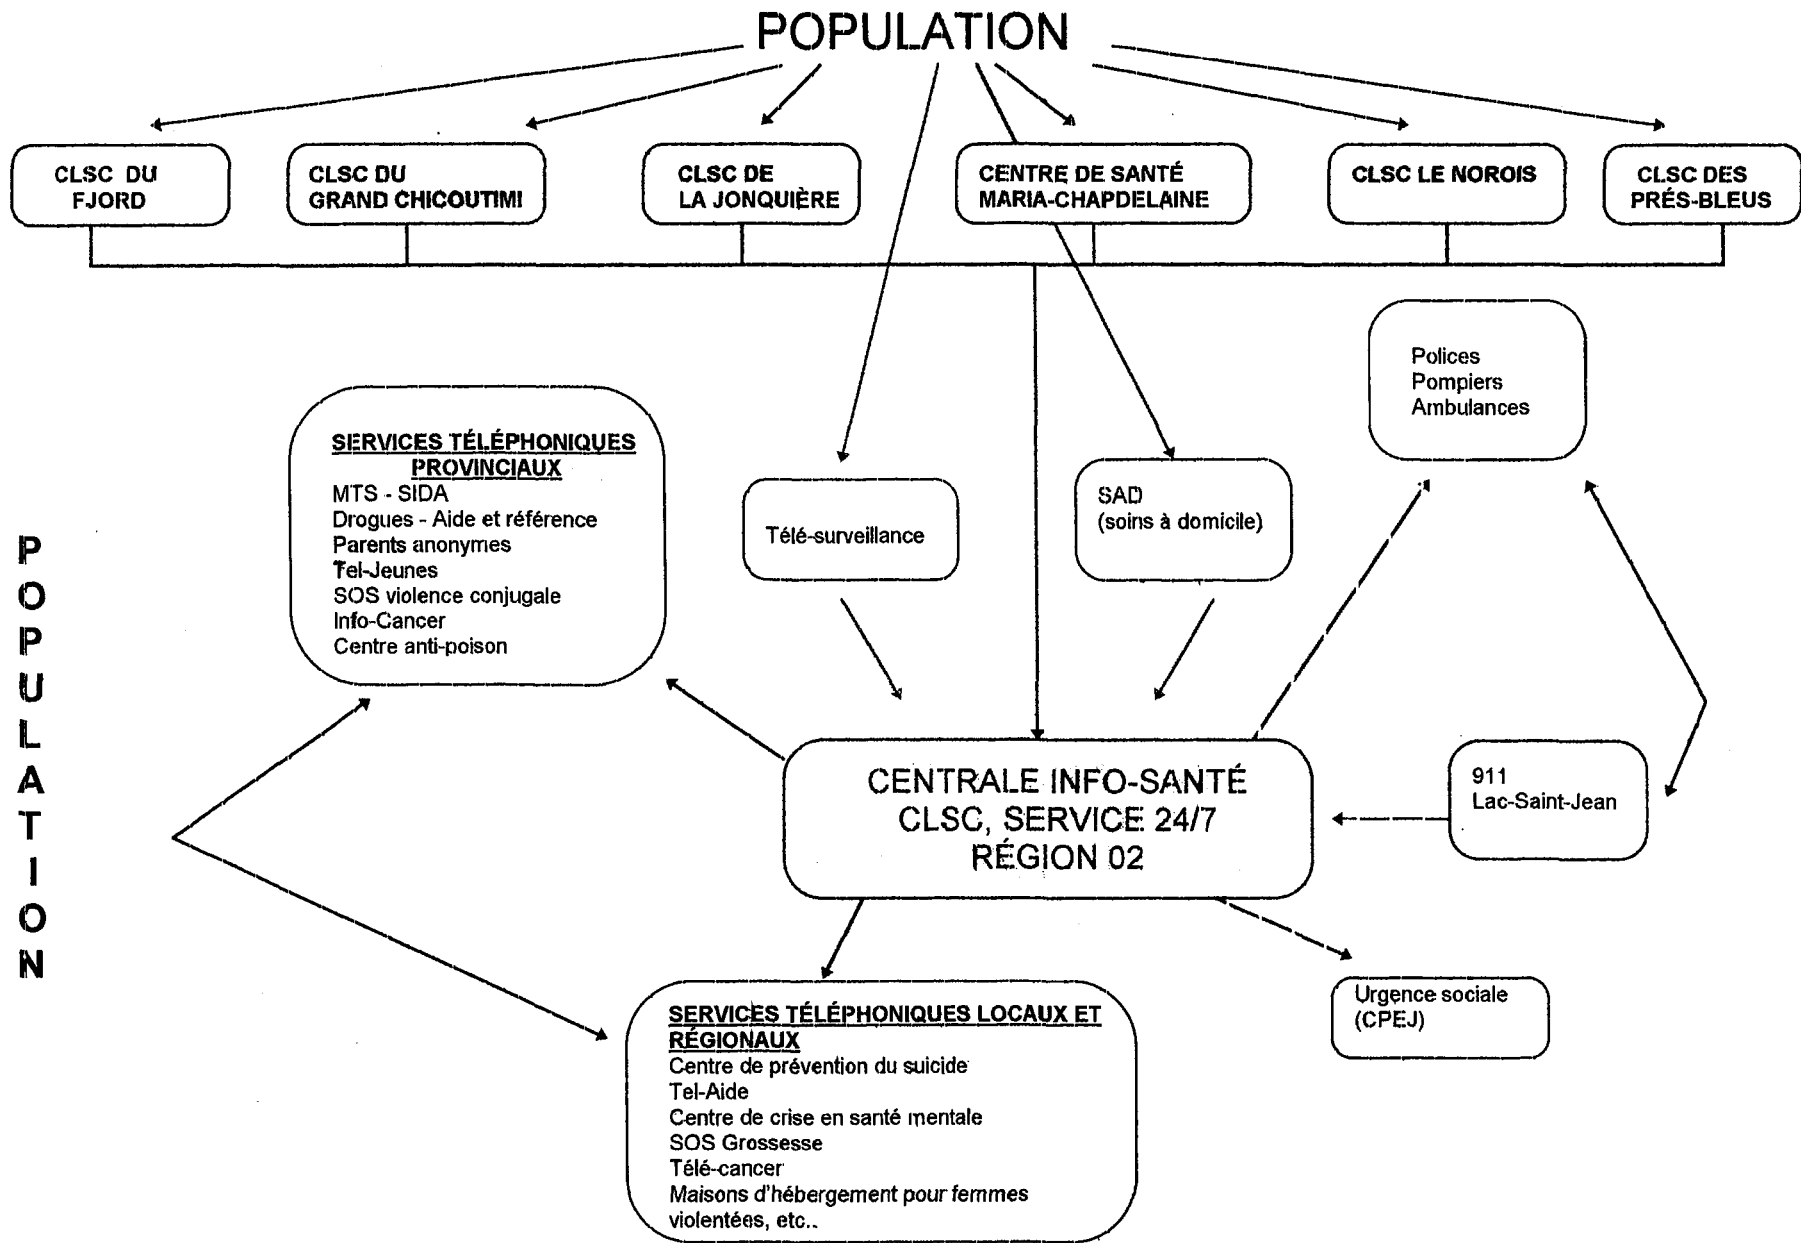 POPULATION
CLSC DU
FJORD
CLSC DU
GRAND CHICOUTIMI
CLSC DE
LA JONQUIÈRE
CENTRE DE SANTÉ
MARIA-CHAPDELAINE
CLSC LE NOROIS
CLSC DES
PRÉS-BLEUS
Polices
Pompiers
Ambulances
SERVICES TÉLÉPHONIQUES
PROVINCIAUX
MTS - SIDA
Drogues - Aide et référence
Parents anonymes
Tel-Jeunes
SOS violence conjugale
Info-Cancer
Centre anti-poison
Télé-surveillance
SAD
(soins à domicile)
POPULATION
CENTRALE INFO-SANTÉ
CLSC, SERVICE 24/7
RÉGION 02
911
Lac-Saint-Jean
Urgence sociale
(CPEJ)
SERVICES TÉLÉPHONIQUES LOCAUX ET
RÉGIONAUX
Centre de prévention du suicide
Tel-Aide
Centre de crise en santé mentale
SOS Grossesse
Télé-cancer
Maisons d'hébergement pour femmes
violentées, etc..